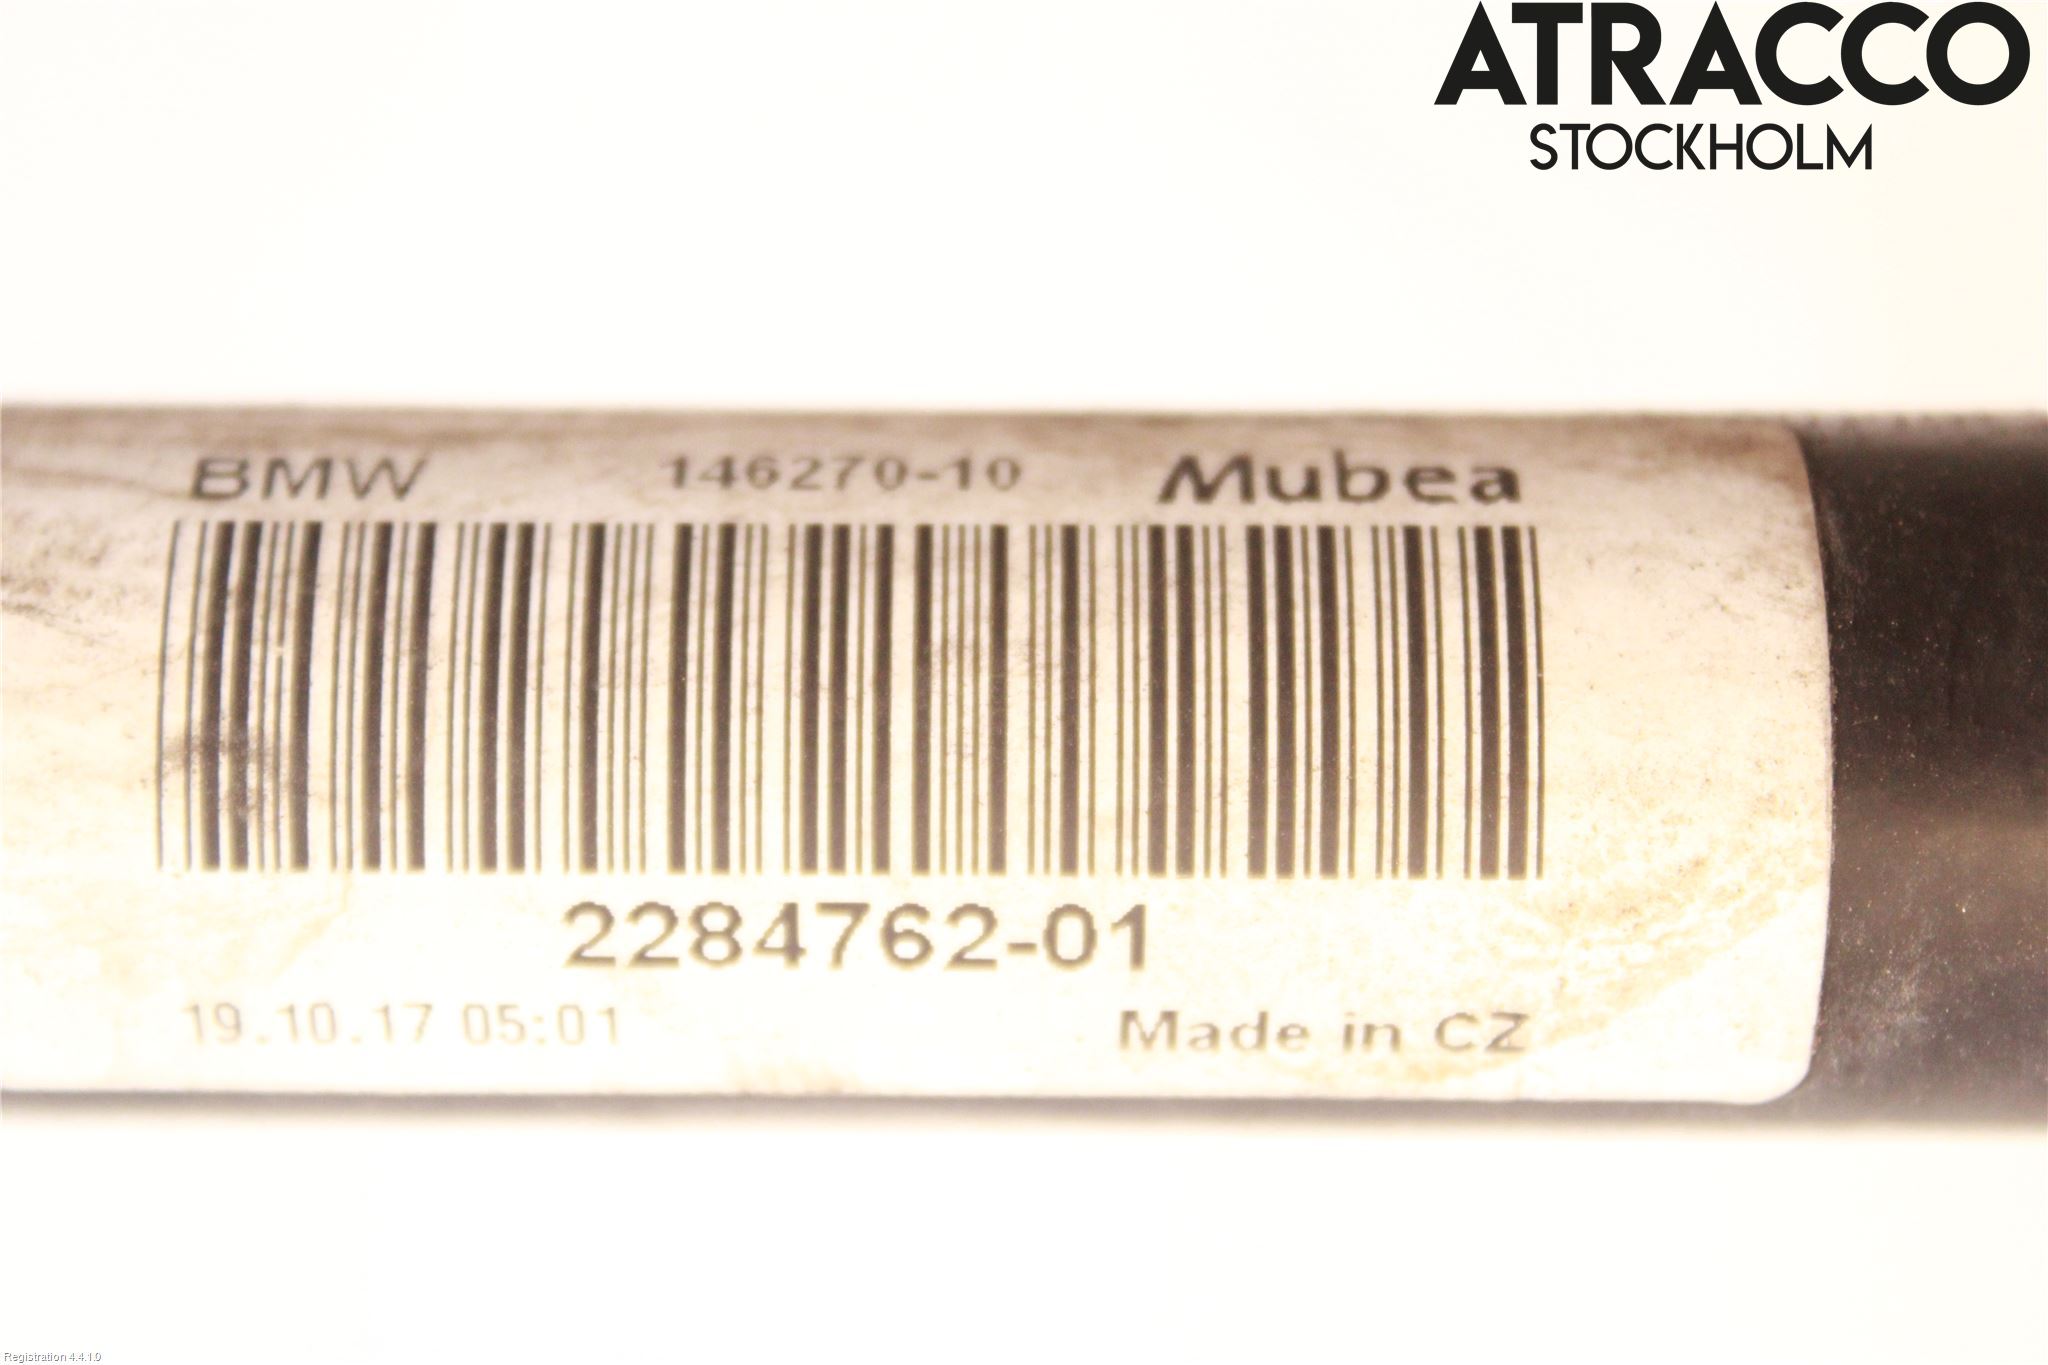 ATRACCO
STOCKHOLM
BMW 146270-10 Mubea
2284762-01
19.10.17 05:01 Made in CZ
Registration 4.4.1.0